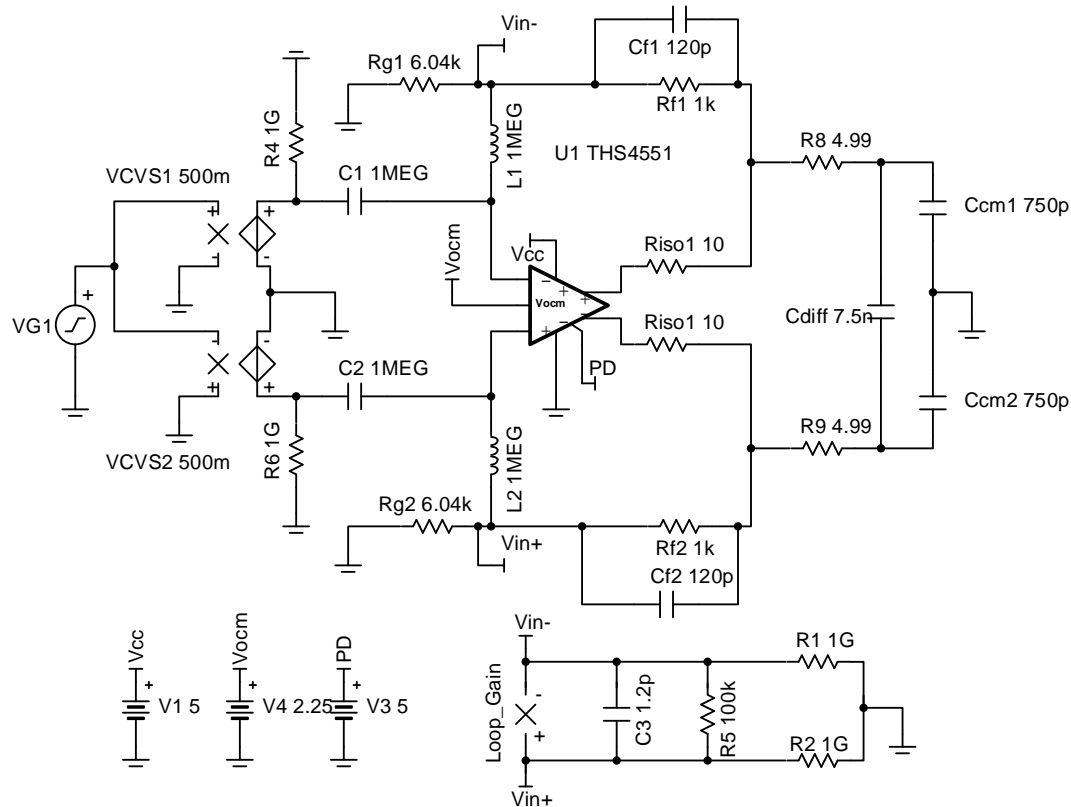 Vin-
Cf1 120p
Rg1 6.04k
Rf1 1k
R4 1G
L1 1MEG
U1 THS4551
R8 4.99
VCVS1 500m
C1 1MEG
Ccm1 750p
+
-
+
-
Vocm
Vcc
Riso1 10
+
VG1
-
+
Vocm
+
-
+
-
Cdiff 7.5n
Riso1 10
PD
-
+
-
+
C2 1MEG
Ccm2 750p
R9 4.99
VCVS2 500m
R6 1G
L2 1MEG
Rg2 6.04k
Rf2 1k
Vin+
Cf2 120p
Vcc
+
V1 5
Vocm
+
V4 2.25
PD
+
V3 5
Vin-
R1 1G
Loop_Gain
-
+
C3 1.2p
R5 100k
R2 1G
Vin+